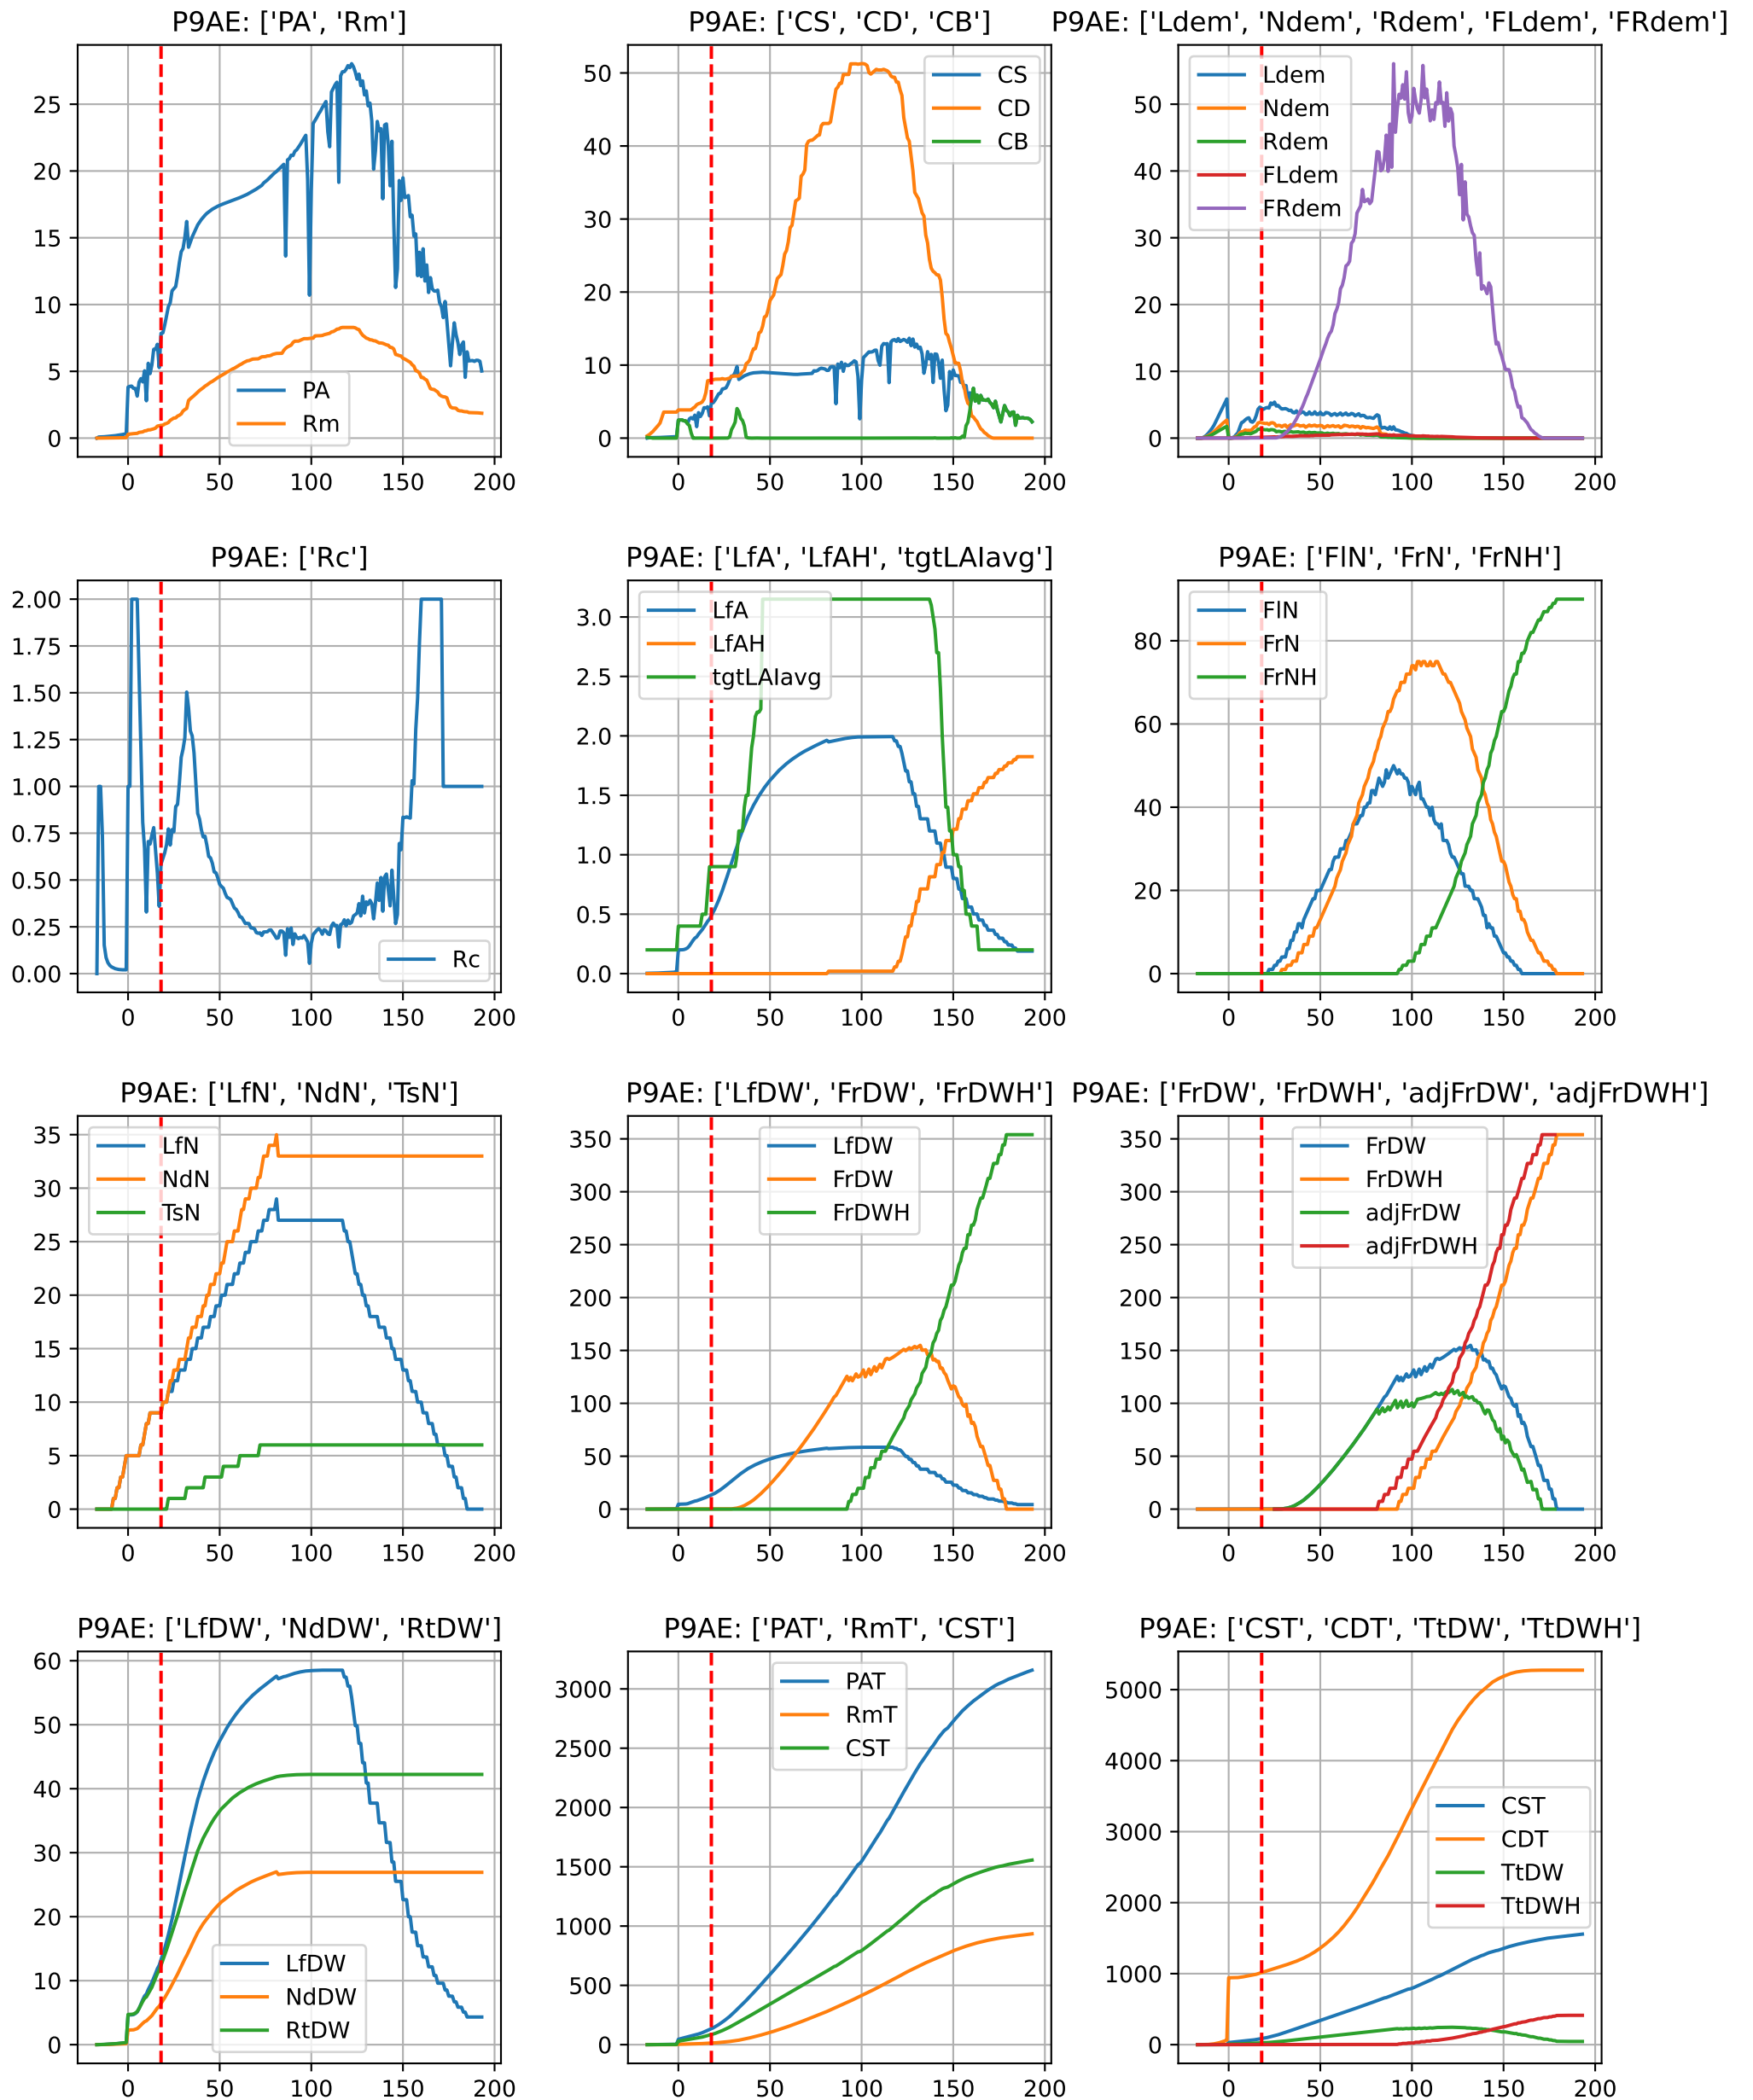 P9AE: ['PA', 'Rm']
25
20
15
10
5
0
PA
Rm
0 50 100 150 200
P9AE: ['CS', 'CD', 'CB']
50
40
30
20
10
0
CS
CD
CB
0 50 100 150 200
P9AE: ['Ldem', 'Ndem', 'Rdem', 'FLdem', 'FRdem']
50
40
30
20
10
0
Ldem
Ndem
Rdem
FLdem
FRdem
0 50 100 150 200
P9AE: ['Rc']
2.00
1.75
1.50
1.25
1.00
0.75
0.50
0.25
0.00
Rc
0 50 100 150 200
P9AE: ['LfA', 'LfAH', 'tgtLAIavg']
3.0
2.5
2.0
1.5
1.0
0.5
0.0
LfA
LfAH
tgtLAIavg
0 50 100 150 200
P9AE: ['FlN', 'FrN', 'FrNH']
80
60
40
20
0
FlN
FrN
FrNH
0 50 100 150 200
P9AE: ['LfN', 'NdN', 'TsN']
35
30
25
20
15
10
5
0
LfN
NdN
TsN
0 50 100 150 200
P9AE: ['LfDW', 'FrDW', 'FrDWH']
350
300
250
200
150
100
50
0
LfDW
FrDW
FrDWH
0 50 100 150 200
P9AE: ['FrDW', 'FrDWH', 'adjFrDW', 'adjFrDWH']
350
300
250
200
150
100
50
0
FrDW
FrDWH
adjFrDW
adjFrDWH
0 50 100 150 200
P9AE: ['LfDW', 'NdDW', 'RtDW']
60
50
40
30
20
10
0
LfDW
NdDW
RtDW
0 50 100 150 200
P9AE: ['PAT', 'RmT', 'CST']
3000
2500
2000
1500
1000
500
0
PAT
RmT
CST
0 50 100 150 200
P9AE: ['CST', 'CDT', 'TtDW', 'TtDWH']
5000
4000
3000
2000
1000
0
CST
CDT
TtDW
TtDWH
0 50 100 150 200